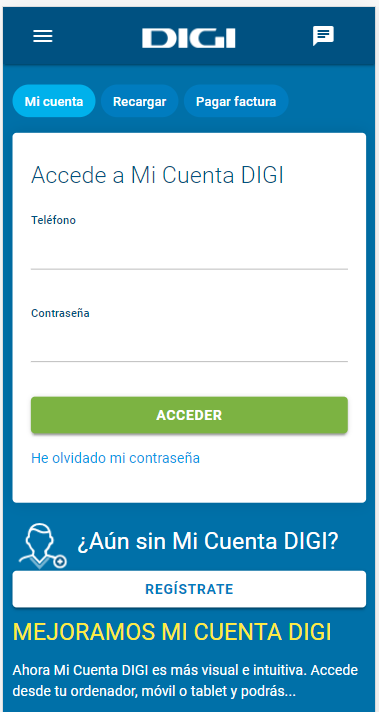 DIGI
Mi cuenta Recargar Pagar factura
Accede a Mi Cuenta DIGI
Teléfono
Contraseña
ACCEDER
He olvidado mi contraseña
¿Aún sin Mi Cuenta DIGI?
REGÍSTRATE
MEJORAMOS MI CUENTA DIGI
Ahora Mi Cuenta DIGI es más visual e intuitiva. Accede
desde tu ordenador, móvil o tablet y podrás...